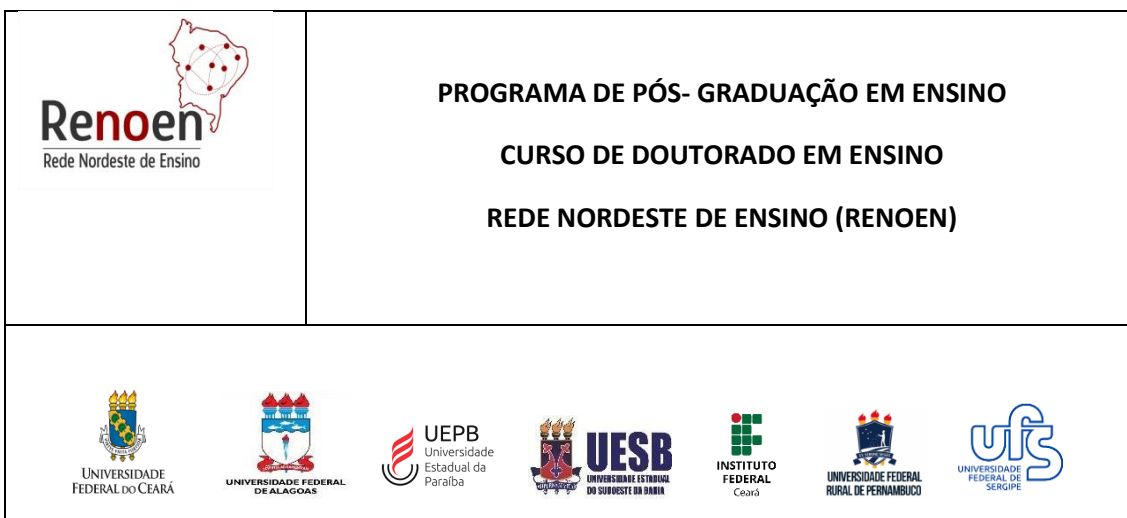 Renoen
Rede Nordeste de Ensino
PROGRAMA DE PÓS- GRADUAÇÃO EM ENSINO
CURSO DE DOUTORADO EM ENSINO
REDE NORDESTE DE ENSINO (RENOEN)
UNIVERSIDADE
FEDERAL DO CEARÁ
UNIVERSIDADE FEDERAL
DE ALAGOAS
UEPB
Universidade
Estadual da
Paraíba
UESB
UNIVERSIDADE ESTADUAL
DO SUDOESTE DA BAHIA
INSTITUTO
FEDERAL
Ceará
UNIVERSIDADE FEDERAL
RURAL DE PERNAMBUCO
ufs
UNIVERSIDADE
FEDERAL DE
SERGIPE